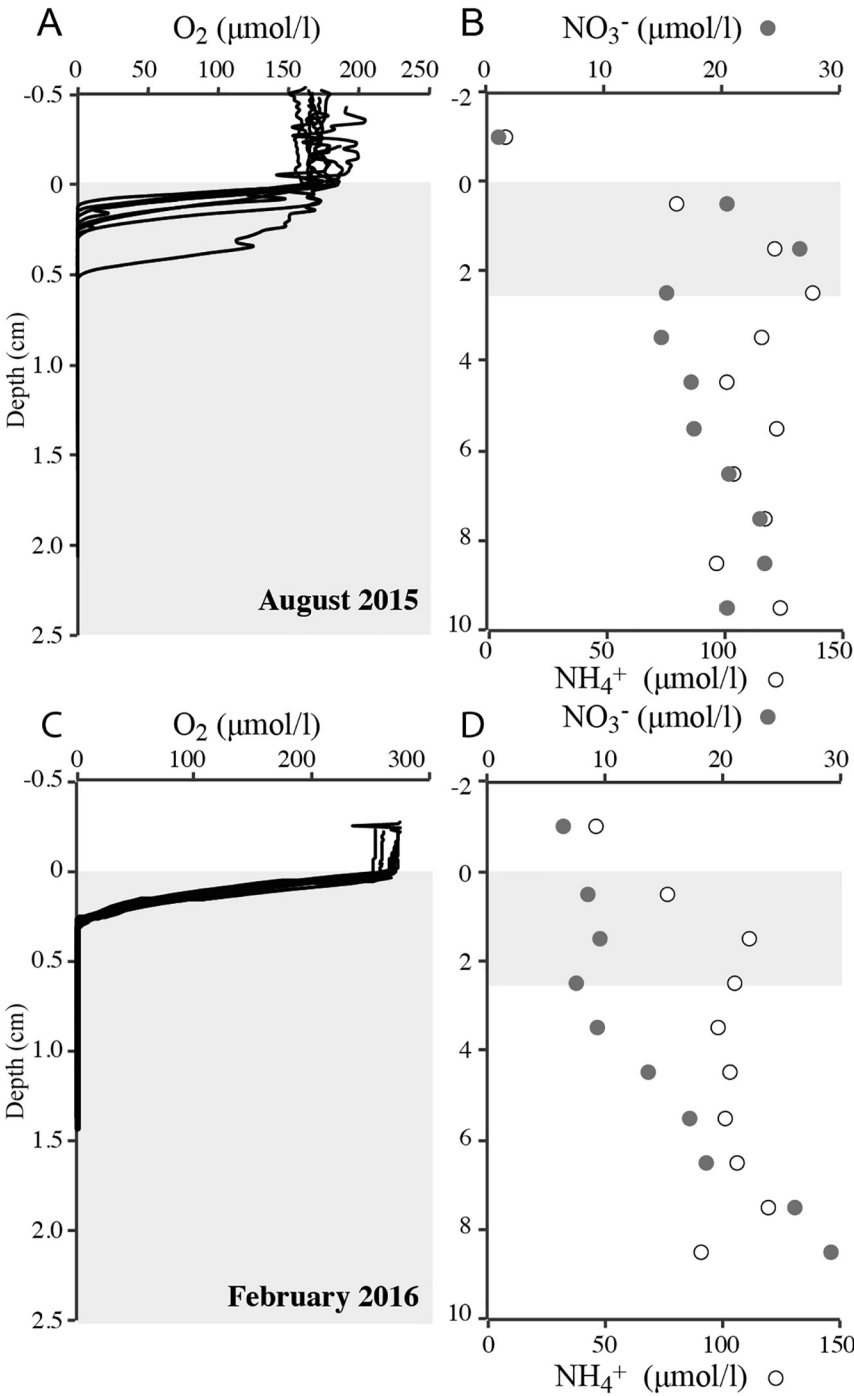 A
O₂ (μmol/l)
0 50 100 150 200 250
-0.5
0
0.5
1.0
1.5
2.0
2.5
Depth (cm)
August 2015
B
NO₃⁻ (μmol/l)
0 10 20 30
-2
0
2
4
6
8
10
0 50 100 150
NH₄⁺ (μmol/l)
C
O₂ (μmol/l)
0 100 200 300
-0.5
0
0.5
1.0
1.5
2.0
2.5
Depth (cm)
February 2016
D
NO₃⁻ (μmol/l)
0 10 20 30
-2
0
2
4
6
8
10
0 50 100 150
NH₄⁺ (μmol/l)